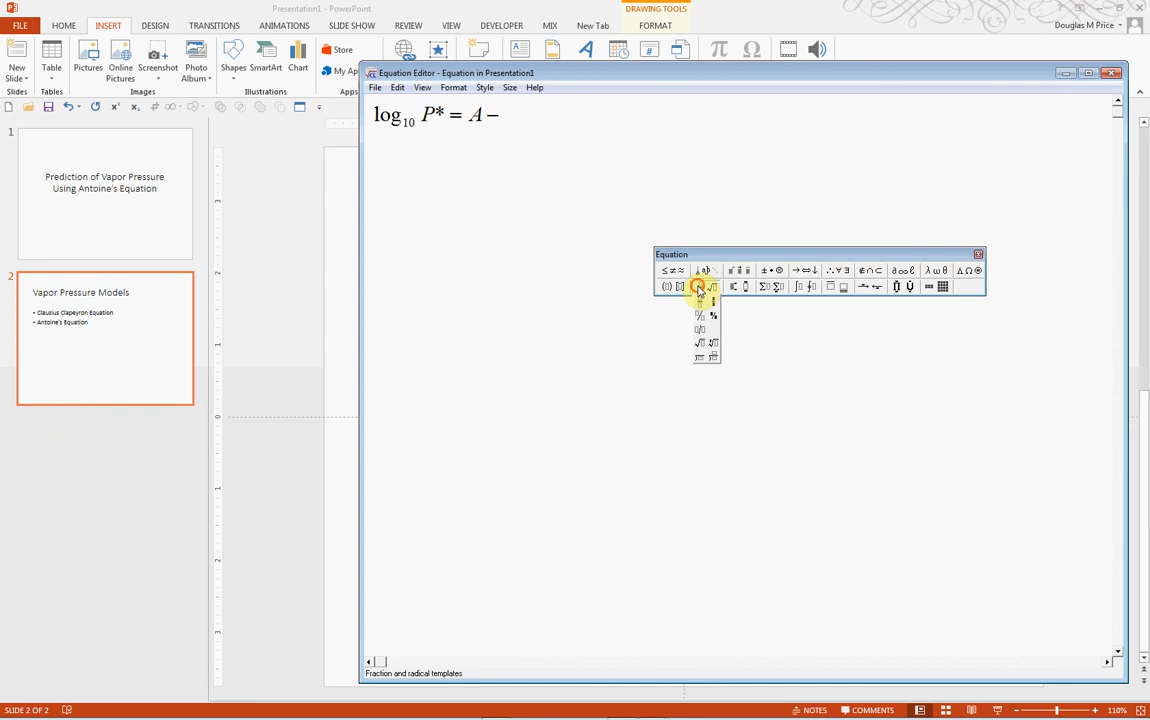 Presentation1 - PowerPoint
DRAWING TOOLS
Douglas M Price
FILE HOME INSERT DESIGN TRANSITIONS ANIMATIONS SLIDE SHOW REVIEW VIEW DEVELOPER MIX New Tab FORMAT
New Slide
Table
Pictures
Online Pictures
Screenshot
Photo Album
Shapes
SmartArt
Chart
Store
My Ap
Slides Tables Images Illustrations Apps
Equation Editor - Equation in Presentation1
File Edit View Format Style Size Help
log10 P* = A −
1
Prediction of Vapor Pressure
Using Antoine's Equation
2
Vapor Pressure Models
• Clausius Clapeyron Equation
• Antoine's Equation
Equation
Fraction and radical templates
SLIDE 2 OF 2 NOTES COMMENTS 110%